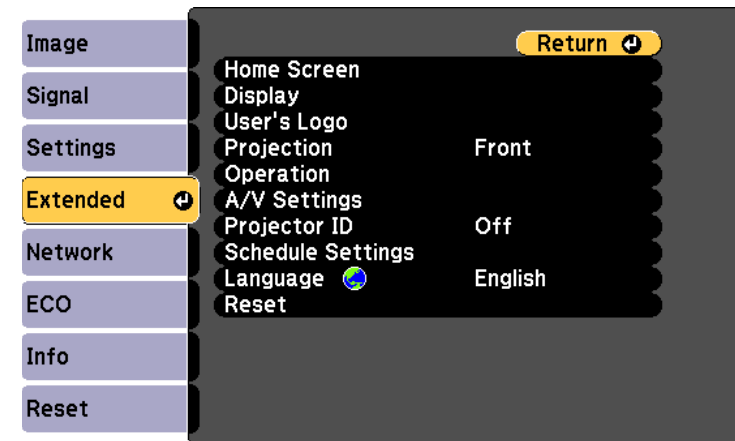 Image
Signal
Settings
Extended
Network
ECO
Info
Reset
Return
Home Screen
Display
User's Logo
Projection Front
Operation
A/V Settings
Projector ID Off
Schedule Settings
Language English
Reset